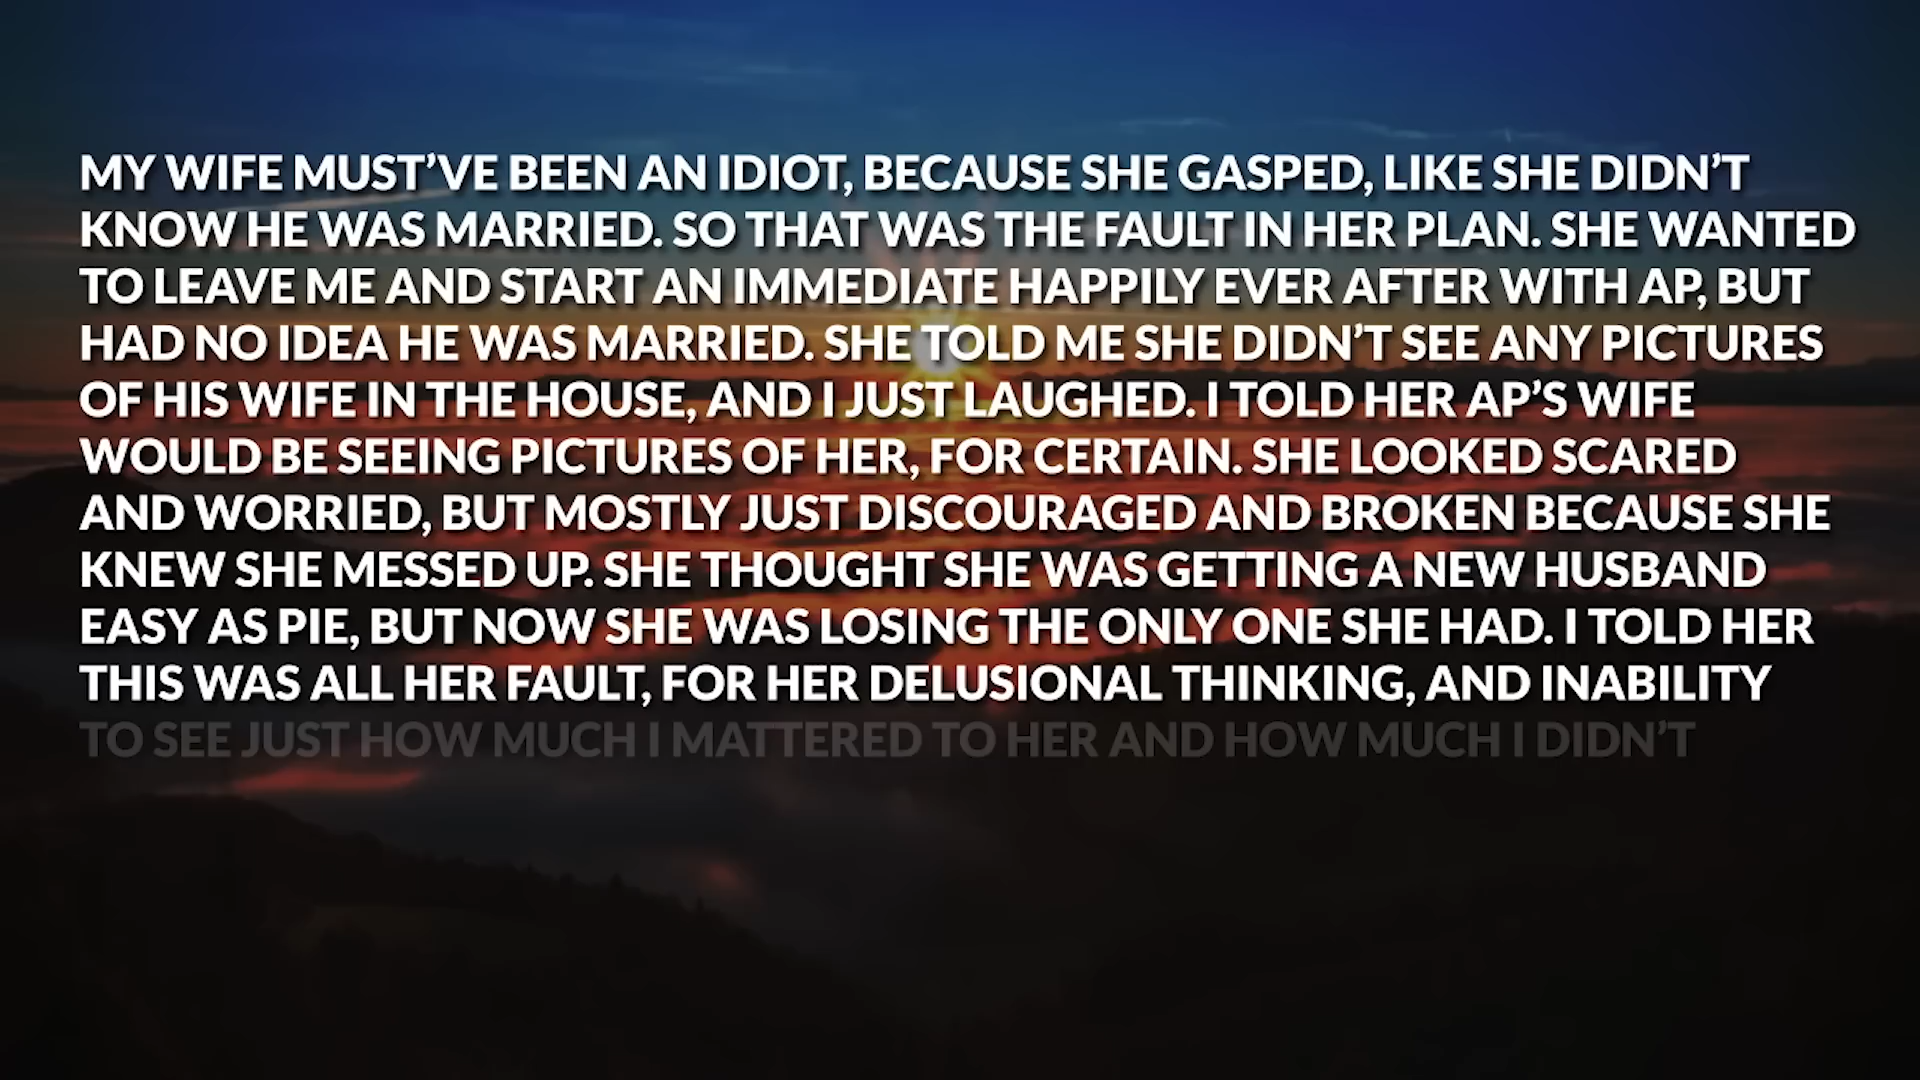 MY WIFE MUST’VE BEEN AN IDIOT, BECAUSE SHE GASPED, LIKE SHE DIDN’T
KNOW HE WAS MARRIED. SO THAT WAS THE FAULT IN HER PLAN. SHE WANTED
TO LEAVE ME AND START AN IMMEDIATE HAPPILY EVER AFTER WITH AP, BUT
HAD NO IDEA HE WAS MARRIED. SHE TOLD ME SHE DIDN’T SEE ANY PICTURES
OF HIS WIFE IN THE HOUSE, AND I JUST LAUGHED. I TOLD HER AP’S WIFE
WOULD BE SEEING PICTURES OF HER, FOR CERTAIN. SHE LOOKED SCARED
AND WORRIED, BUT MOSTLY JUST DISCOURAGED AND BROKEN BECAUSE SHE
KNEW SHE MESSED UP. SHE THOUGHT SHE WAS GETTING A NEW HUSBAND
EASY AS PIE, BUT NOW SHE WAS LOSING THE ONLY ONE SHE HAD. I TOLD HER
THIS WAS ALL HER FAULT, FOR HER DELUSIONAL THINKING, AND INABILITY
TO SEE JUST HOW MUCH I MATTERED TO HER AND HOW MUCH I DIDN’T